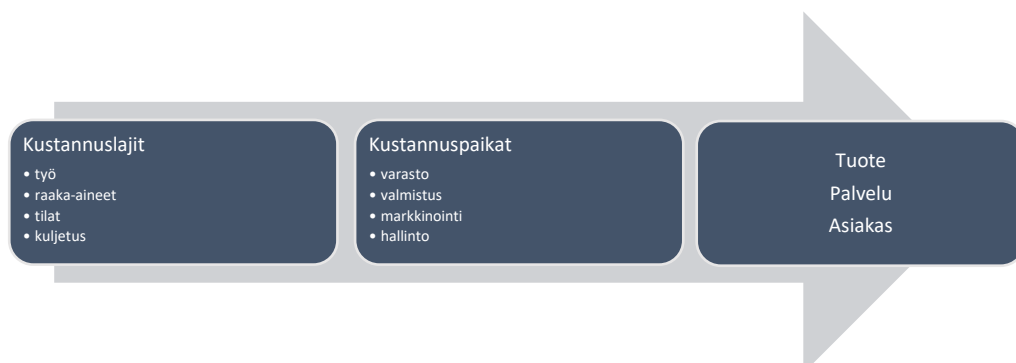 Kustannuslajit
• työ
• raaka-aineet
• tilat
• kuljetus
Kustannuspaikat
• varasto
• valmistus
• markkinointi
• hallinto
Tuote
Palvelu
Asiakas